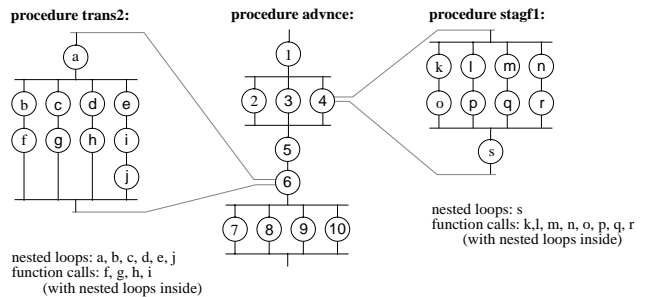 procedure trans2:
procedure advnce:
procedure stagf1:
a
b c d e
f g h i
j
1
2 3 4
5
6
7 8 9 10
k l m n
o p q r
s
nested loops: a, b, c, d, e, j
function calls: f, g, h, i
(with nested loops inside)
nested loops: s
function calls: k,l, m, n, o, p, q, r
(with nested loops inside)